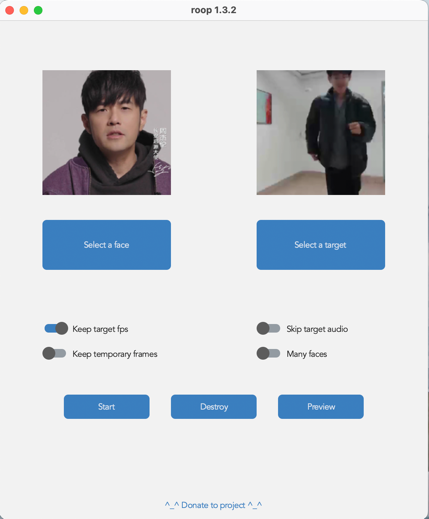 roop 1.3.2
Select a face
Select a target
Keep target fps
Skip target audio
Keep temporary frames
Many faces
Start
Destroy
Preview
^_^ Donate to project ^_^